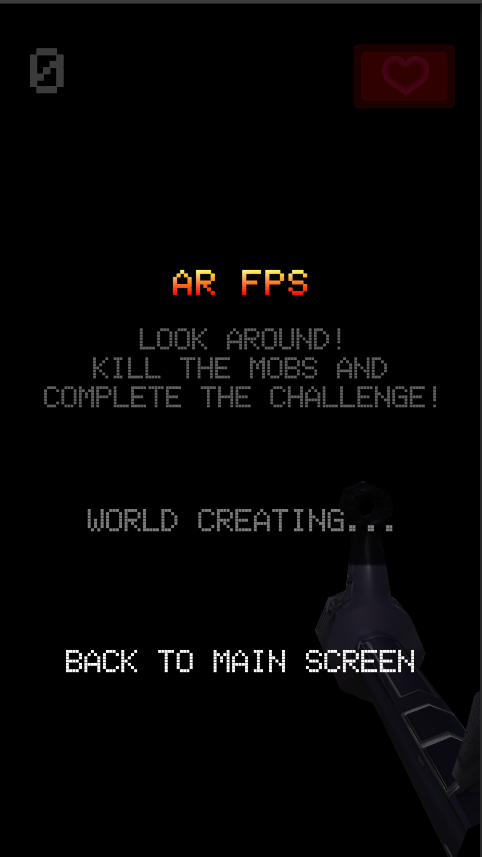 0
AR FPS
LOOK AROUND!
KILL THE MOBS AND
COMPLETE THE CHALLENGE!
WORLD CREATING...
BACK TO MAIN SCREEN